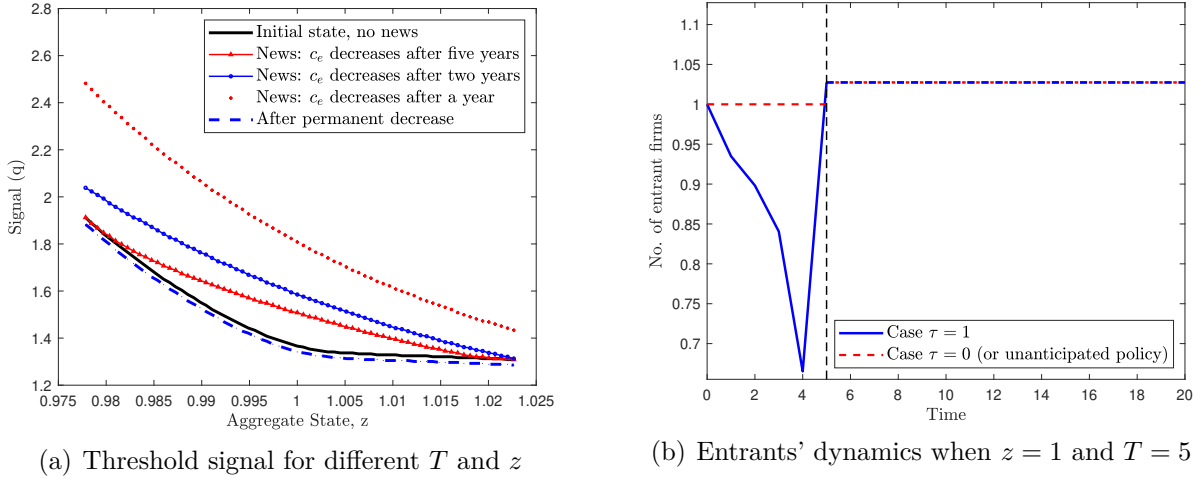 2.8
2.6
2.4
2.2
2
1.8
1.6
1.4
1.2
Signal (q)
Initial state, no news
News: c_e decreases after five years
News: c_e decreases after two years
News: c_e decreases after a year
After permanent decrease
0.975 0.98 0.985 0.99 0.995 1 1.005 1.01 1.015 1.02 1.025
Aggregate State, z
(a) Threshold signal for different T and z
1.1
1.05
1
0.95
0.9
0.85
0.8
0.75
0.7
No. of entrant firms
Case τ = 1
Case τ = 0 (or unanticipated policy)
0 2 4 6 8 10 12 14 16 18 20
Time
(b) Entrants' dynamics when z = 1 and T = 5